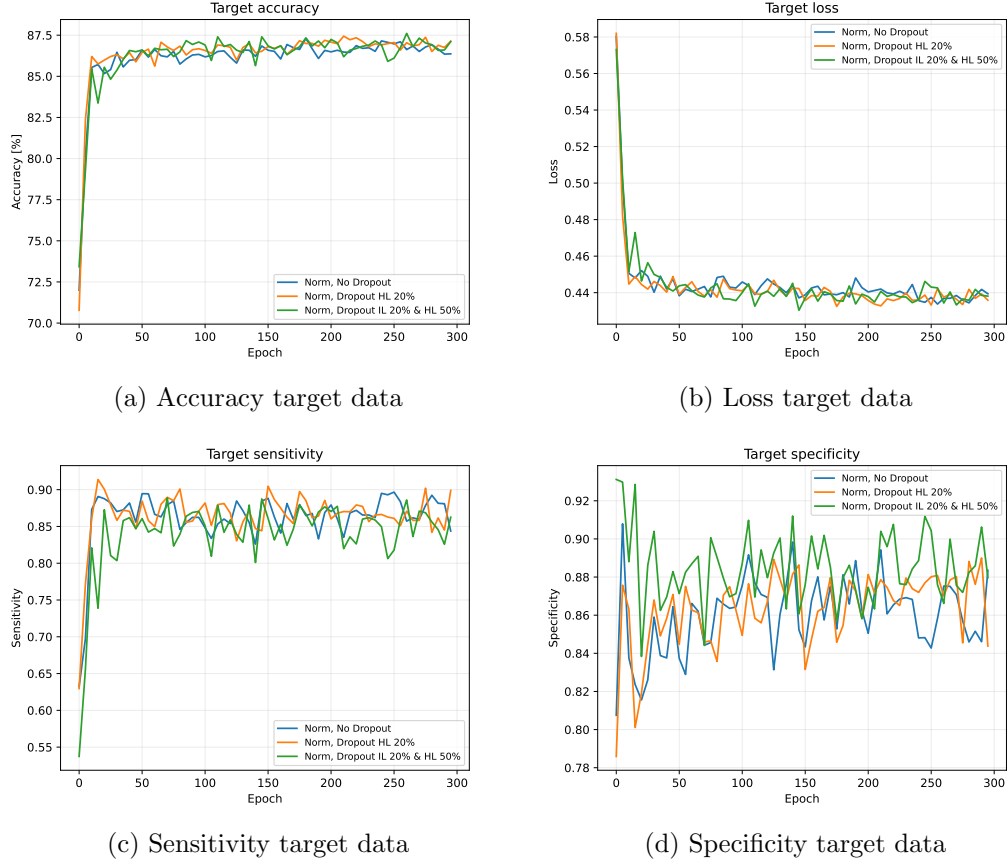 Target accuracy
Accuracy [%]
87.5
85.0
82.5
80.0
77.5
75.0
72.5
70.0
Norm, No Dropout
Norm, Dropout HL 20%
Norm, Dropout IL 20% & HL 50%
0 50 100 150 200 250 300
Epoch
(a) Accuracy target data
Target loss
Loss
0.58
0.56
0.54
0.52
0.50
0.48
0.46
0.44
Norm, No Dropout
Norm, Dropout HL 20%
Norm, Dropout IL 20% & HL 50%
0 50 100 150 200 250 300
Epoch
(b) Loss target data
Target sensitivity
Sensitivity
0.90
0.85
0.80
0.75
0.70
0.65
0.60
0.55
Norm, No Dropout
Norm, Dropout HL 20%
Norm, Dropout IL 20% & HL 50%
0 50 100 150 200 250 300
Epoch
(c) Sensitivity target data
Target specificity
Specificity
0.92
0.90
0.88
0.86
0.84
0.82
0.80
0.78
Norm, No Dropout
Norm, Dropout HL 20%
Norm, Dropout IL 20% & HL 50%
0 50 100 150 200 250 300
Epoch
(d) Specificity target data